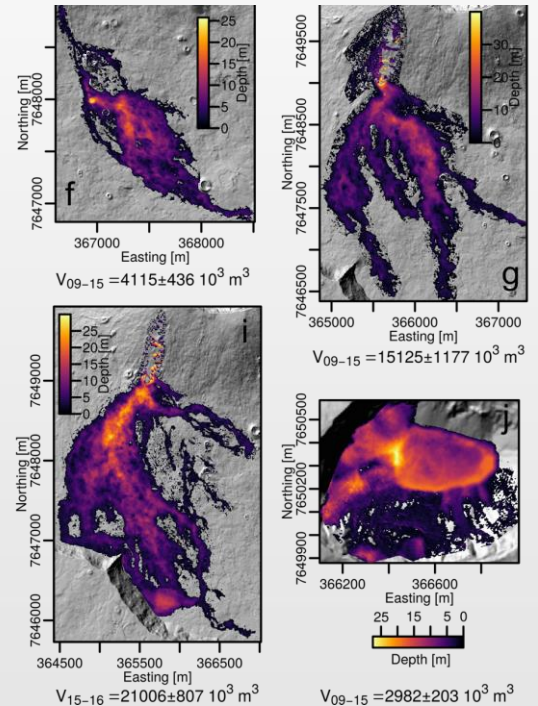 25
20
15
10
5
0
Depth [m]
7648000
7647000
Northing [m]
f
367000 368000
Easting [m]
V09−15 =4115±436 10³ m³
30
20
10
0
Depth [m]
7649500
7648500
7647500
7646500
Northing [m]
g
365000 366000 367000
Easting [m]
V09−15 =15125±1177 10³ m³
25
20
15
10
5
0
Depth [m]
i
7649000
7648000
7647000
7646000
Northing [m]
364500 365500 366500
Easting [m]
V15−16 =21006±807 10³ m³
j
7650500
7650200
7649900
Northing [m]
366200 366600
Easting [m]
25 15 10 5 0
Depth [m]
V09−15 =2982±203 10³ m³